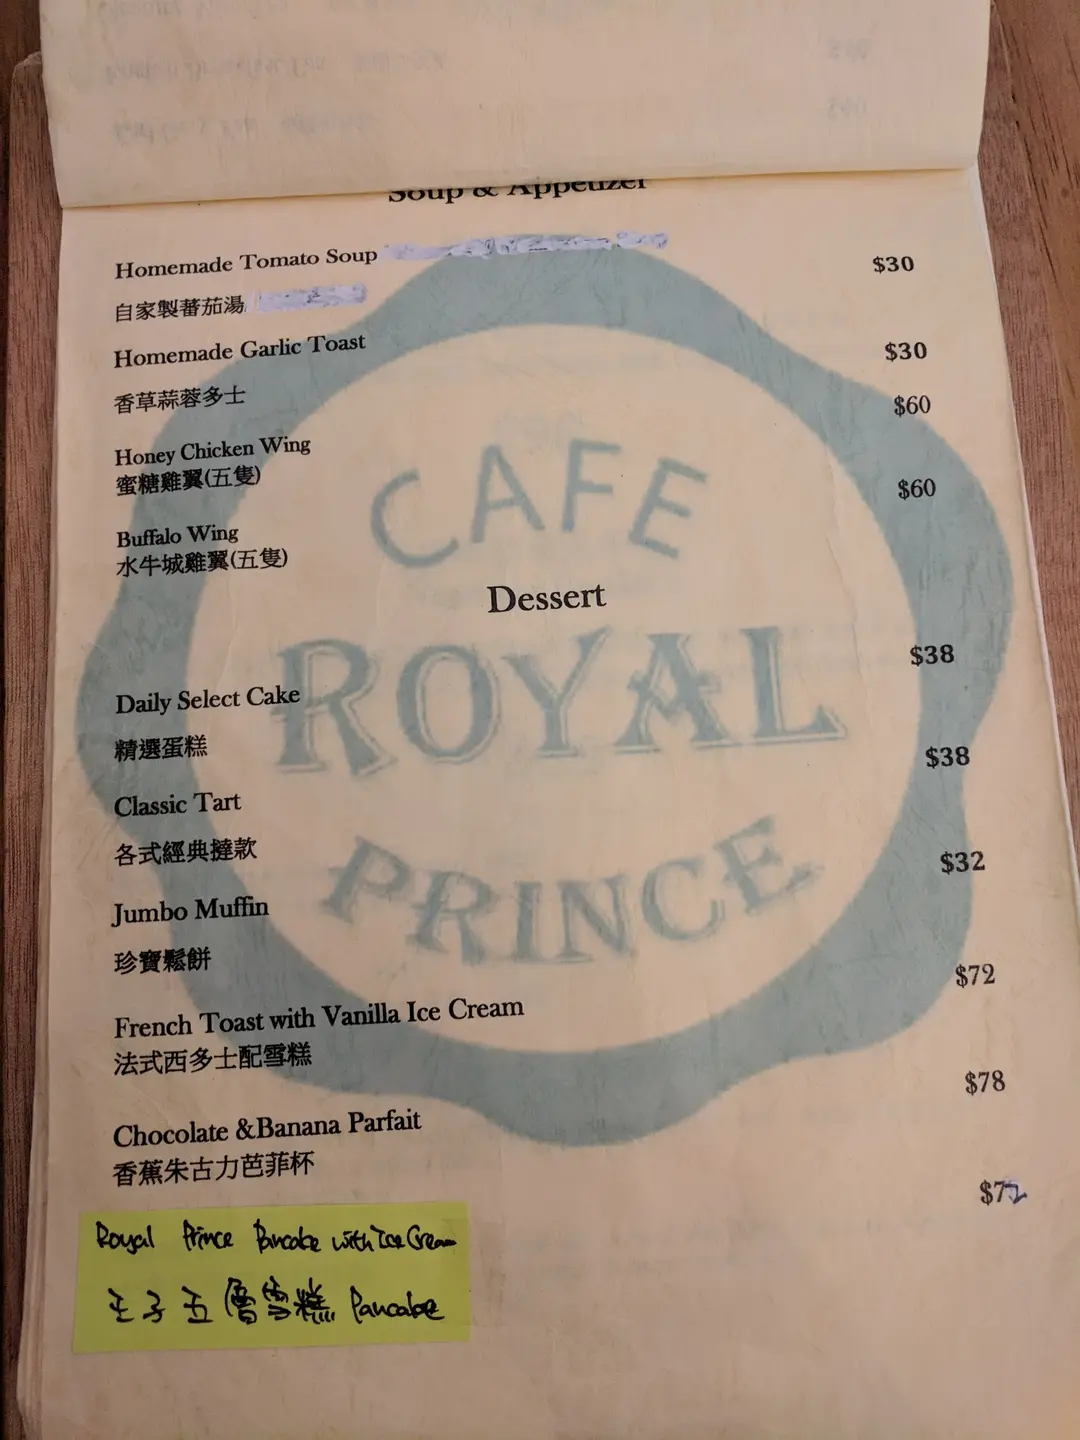 Soup & Appetizer
Homemade Tomato Soup $30
自家製蕃茄湯
Homemade Garlic Toast $30
香草蒜蓉多士
$60
Honey Chicken Wing
蜜糖雞翼(五隻)
$60
Buffalo Wing
水牛城雞翼(五隻)
CAFE
ROYAL
PRINCE
Dessert
$38
Daily Select Cake
精選蛋糕
$38
Classic Tart
各式經典撻款
$32
Jumbo Muffin
珍寶鬆餅
$72
French Toast with Vanilla Ice Cream
法式西多士配雪糕
$78
Chocolate &Banana Parfait
香蕉朱古力芭菲杯
$72
Royal Prince Pancake with Ice Cream
王子五層雪糕 Pancake